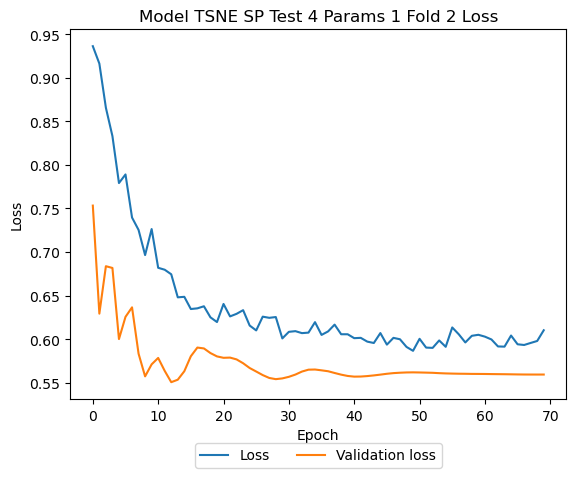 Model TSNE SP Test 4 Params 1 Fold 2 Loss
0.95
0.90
0.85
0.80
0.75
0.70
0.65
0.60
0.55
Loss
0 10 20 30 40 50 60 70
Epoch
Loss Validation loss